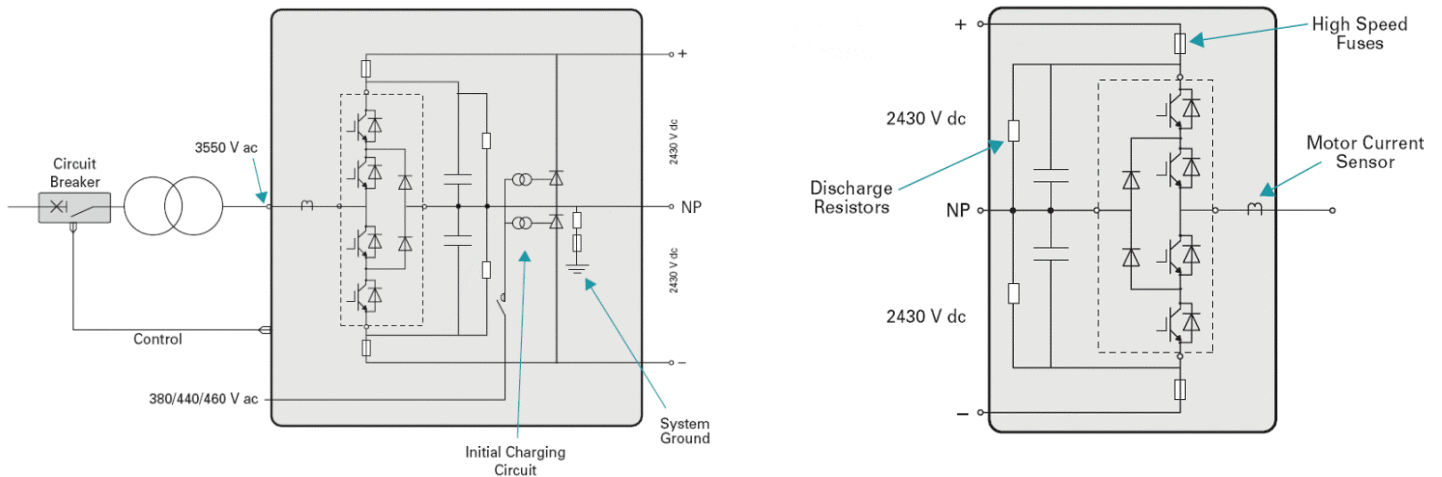 Circuit
Breaker
3550 V ac
Control
380/440/460 V ac
+
2430 V dc
NP
2430 V dc
–
Initial Charging
Circuit
System
Ground
+
2430 V dc
NP
2430 V dc
–
Discharge
Resistors
High Speed
Fuses
Motor Current
Sensor